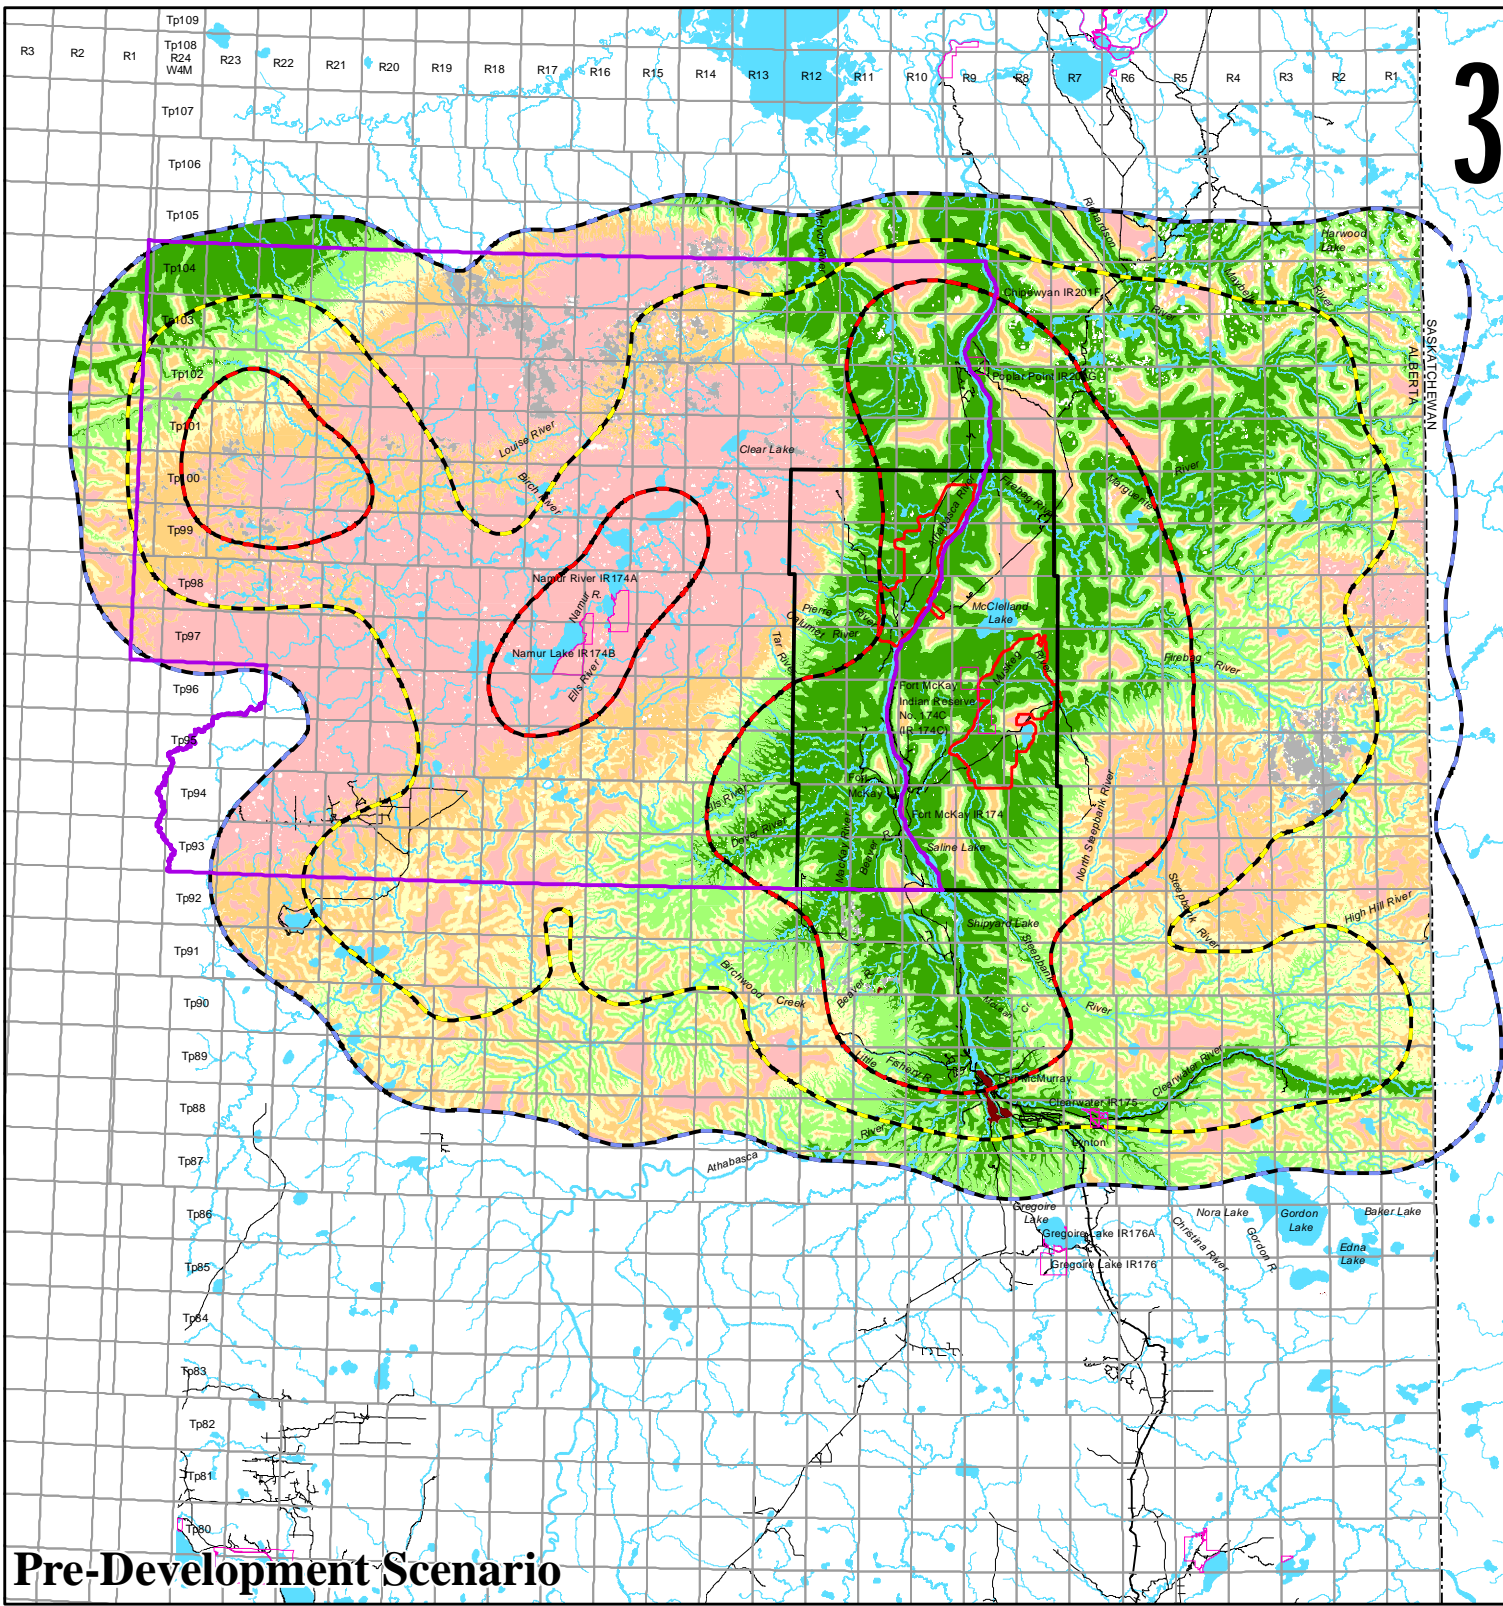 Tp109
R3
R2
R1
Tp108
R24
W4M
R23
R22
R21
R20
R19
R18
R17
R16
R15
R14
R13
R12
R11
R10
R9
R8
R7
R6
R5
R4
R3
R2
R1
3
Tp107
Tp106
Tp105
McIvor River
Richardson
River
Harwood
Lake
Maybelle
River
Tp104
Chipewyan IR201F
Tp103
SASKATCHEWAN
ALBERTA
Tp102
Poplar Point IR201G
Tp101
Louise River
Clear Lake
Tp100
Birch River
Athabasca River
Firebag River
Marguerite
River
Tp99
Tp98
Namur River IR174A
Namur
R.
McClelland
Lake
Pierre
River
Calumet
River
Tar River
Tp97
Namur Lake IR174B
Ells River
Muskeg
River
Firebag
River
Tp96
Fort McKay
Indian Reserve
No. 174C
(IR 174C)
Tp95
Tp94
Fort
McKay
Ells River
Fort McKay IR174
North Steepbank River
Dover River
MacKay River
Beaver R.
Tp93
Saline Lake
Tp92
Steepbank
River
High Hill River
Shipyard Lake
Steepbank
River
Tp91
Birchwood
Creek
Beaver R.
McLean
Cr.
Tp90
Tp89
Little
Fishery R.
Clearwater River
Fort McMurray
Clearwater IR175
Tp88
River
Lynton
Athabasca
Tp87
Tp86
Gregoire
Lake
Nora Lake
Gordon
Lake
Baker Lake
Gregoire Lake IR176A
Christina River
Gordon R.
Edna
Lake
Tp85
Gregoire Lake IR176
Tp84
Tp83
Tp82
Tp81
Tp80
Pre-Development Scenario